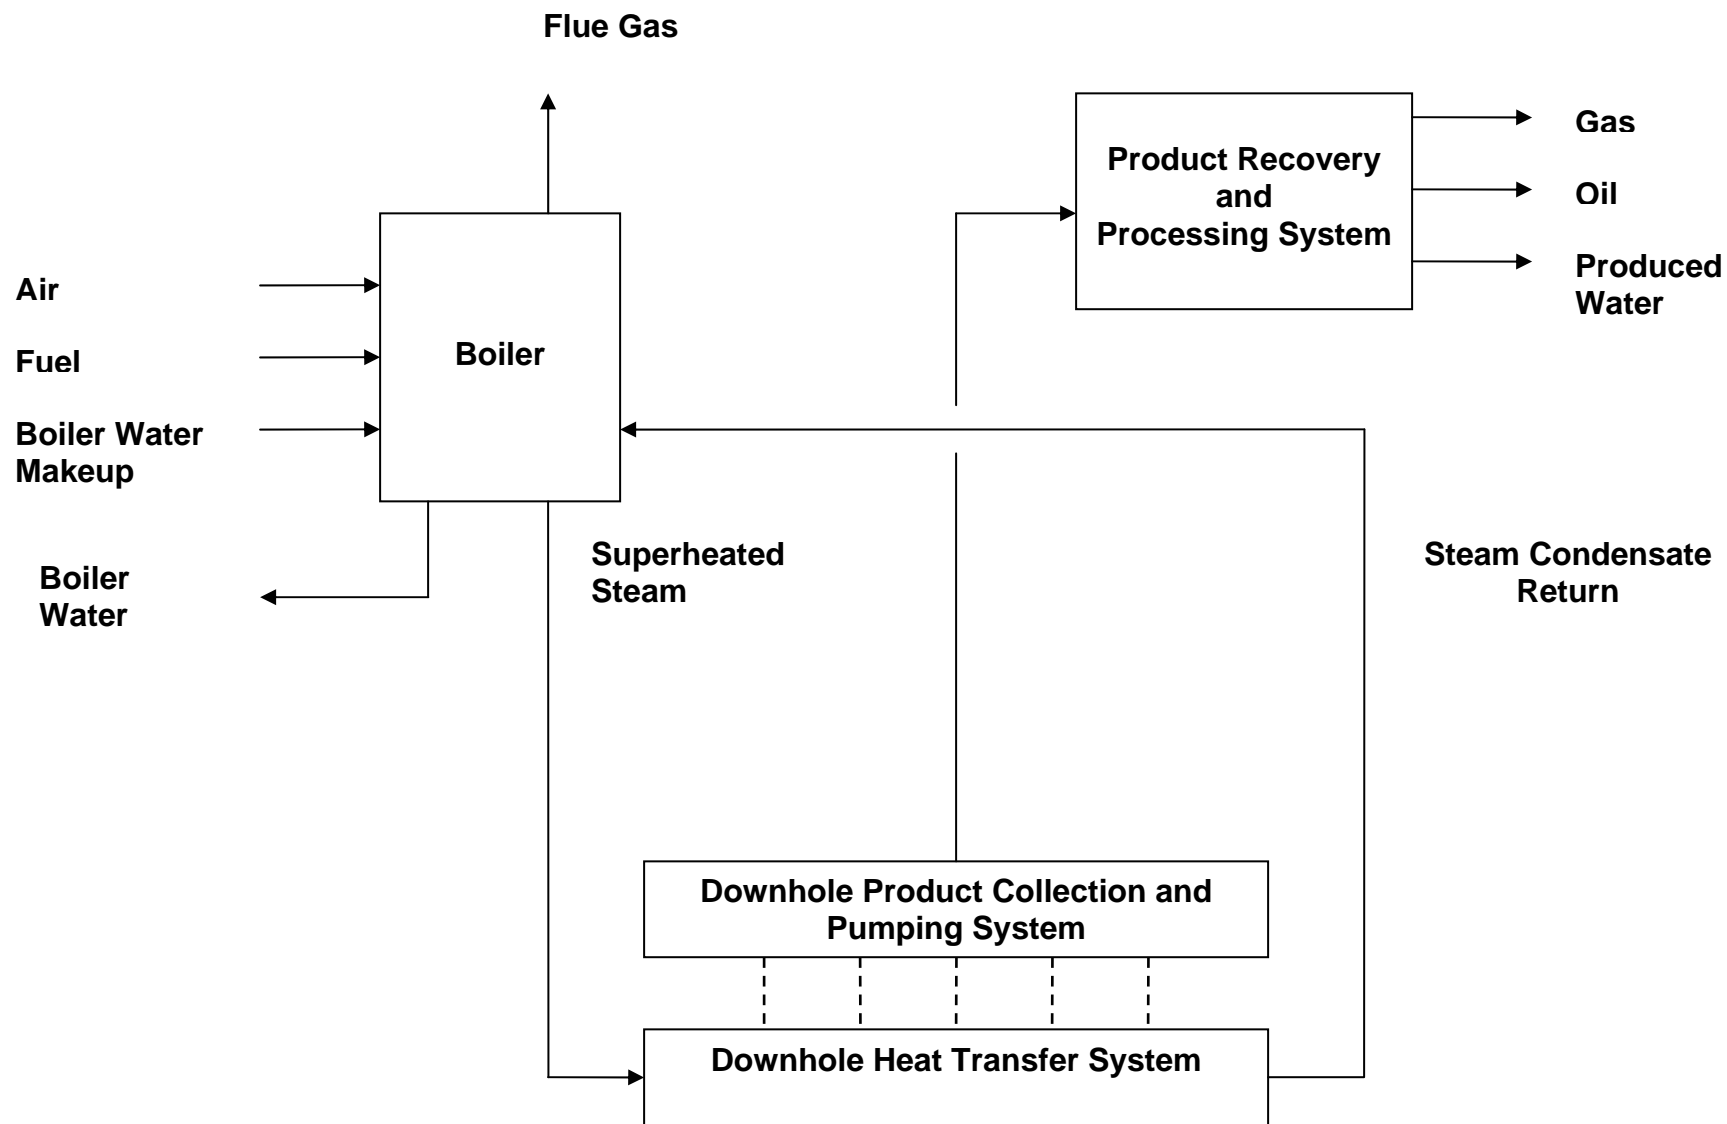 Flue Gas
Product Recovery
and
Processing System
Gas
Oil
Produced
Water
Air
Fuel
Boiler Water
Makeup
Boiler
Boiler
Water
Superheated
Steam
Steam Condensate
Return
Downhole Product Collection and
Pumping System
Downhole Heat Transfer System